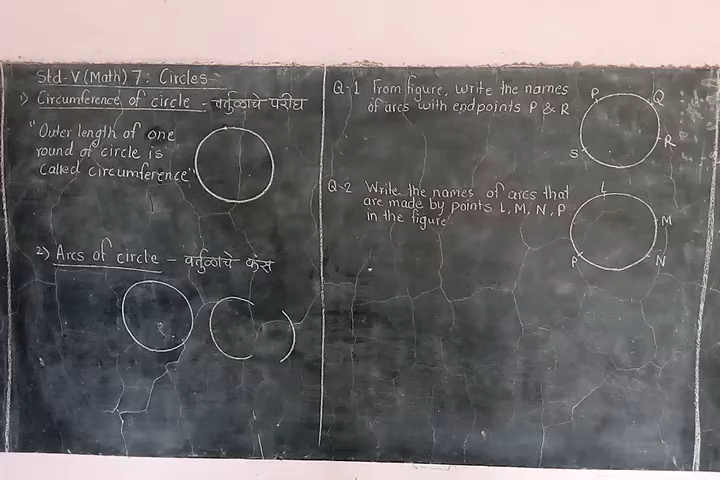 Std-V (Math) 7: Circles
1) Circumference of circle - वर्तुळाचे परीघ
"Outer length of one
round of circle is
called circumference"
2) Arcs of circle - वर्तुळाचे कंस
Q-1 From figure, write the names
of arcs with endpoints P & R
P
Q
R
S
Q-2 Write the names of arcs that
are made by points L, M, N, P
in the figure
L
M
N
P